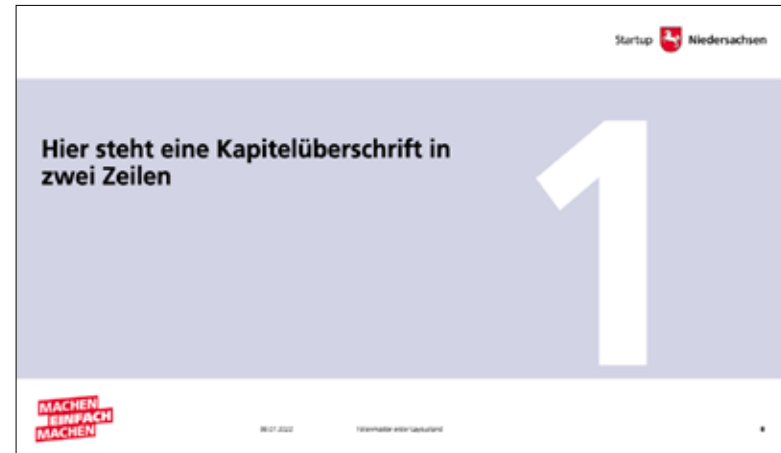 Startup Niedersachsen
Hier steht eine Kapitelüberschrift in
zwei Zeilen
1
MACHEN
EINFACH
MACHEN